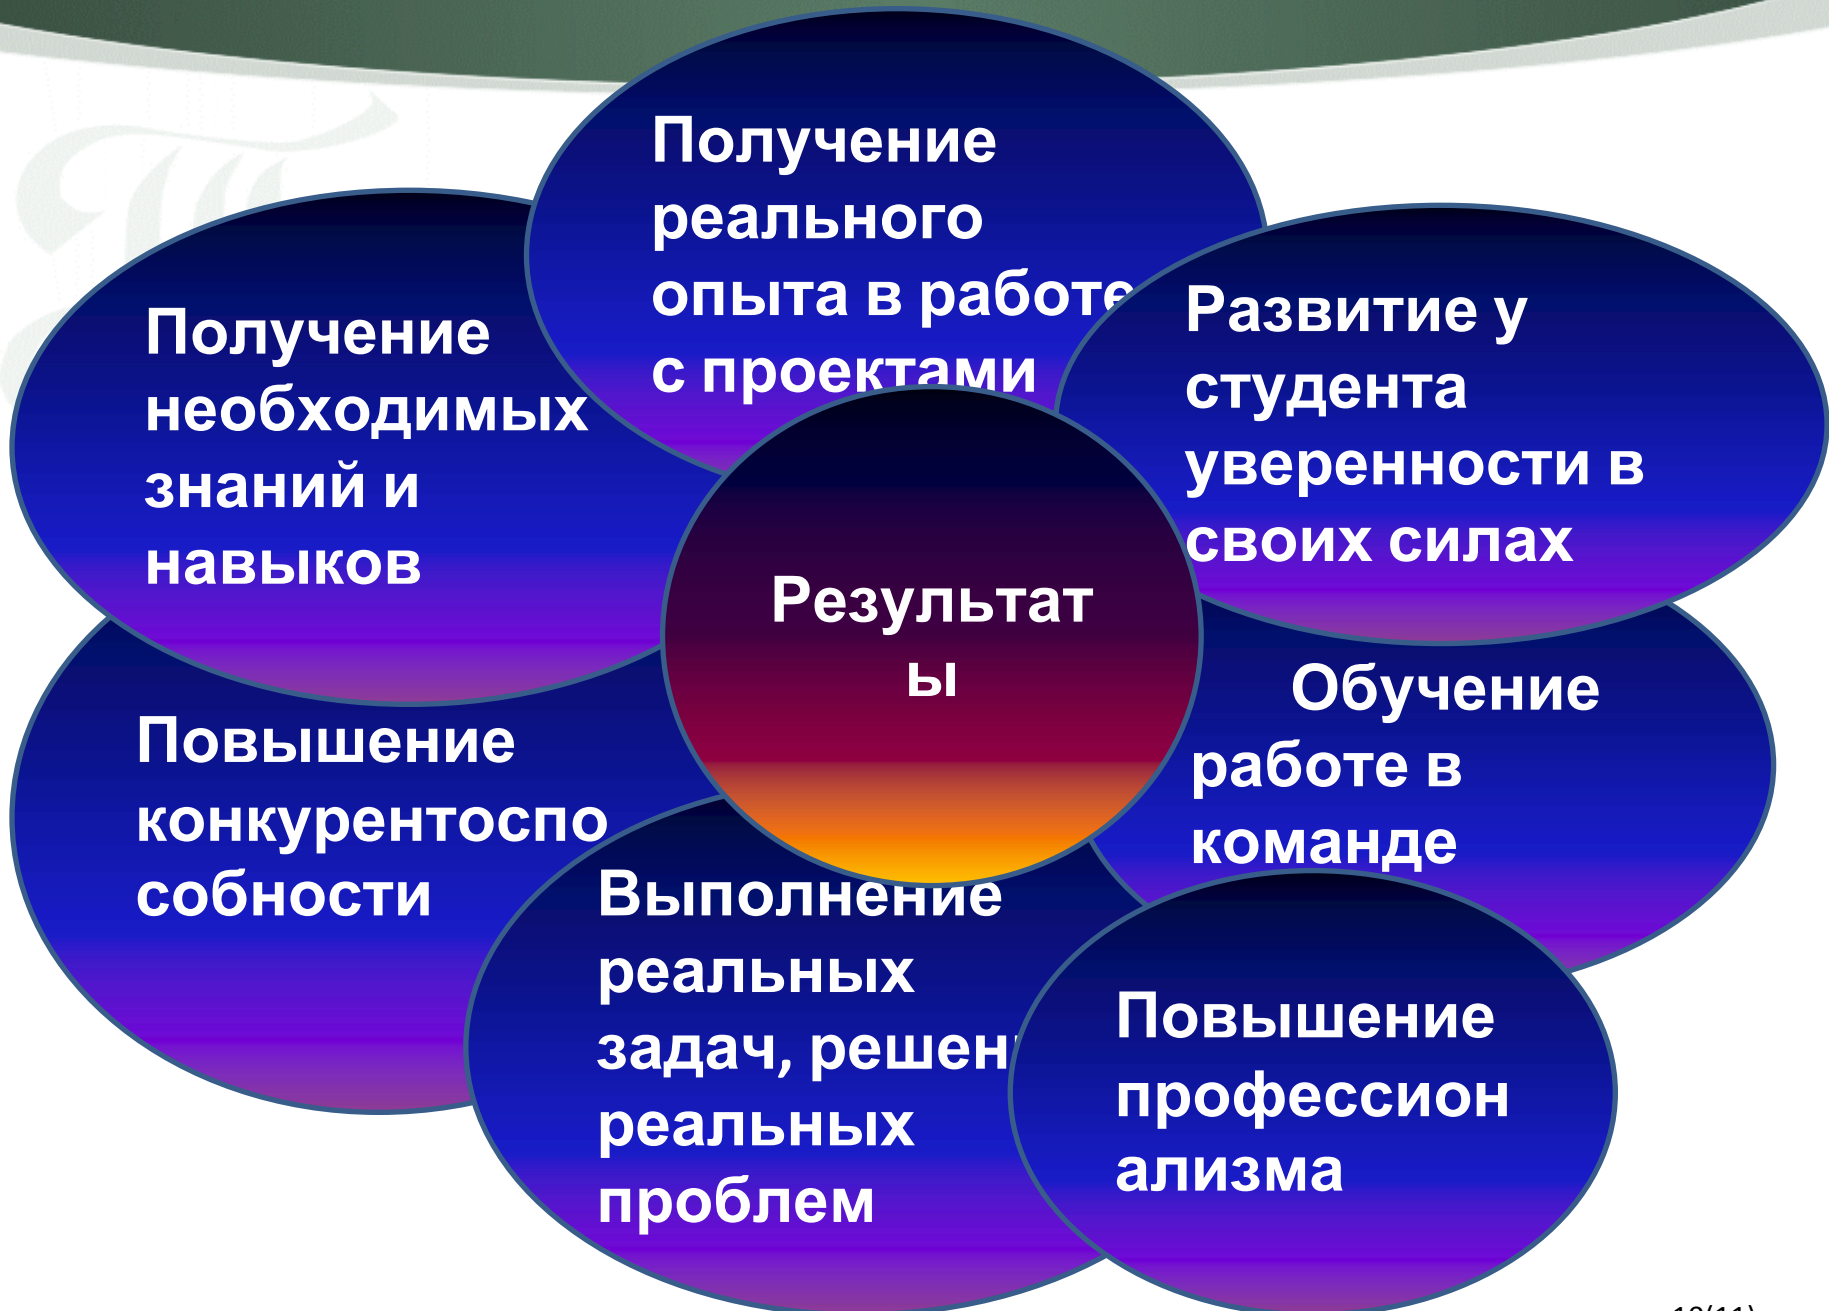 Получение
реального
опыта в работе
с проектами
Получение
необходимых
знаний и
навыков
Развитие у
студента
уверенности в
своих силах
Результат
ы
Обучение
работе в
команде
Повышение
конкурентоспо
собности
Выполнение
реальных
задач,
реальных
проблем
Повышение
профессион
ализма